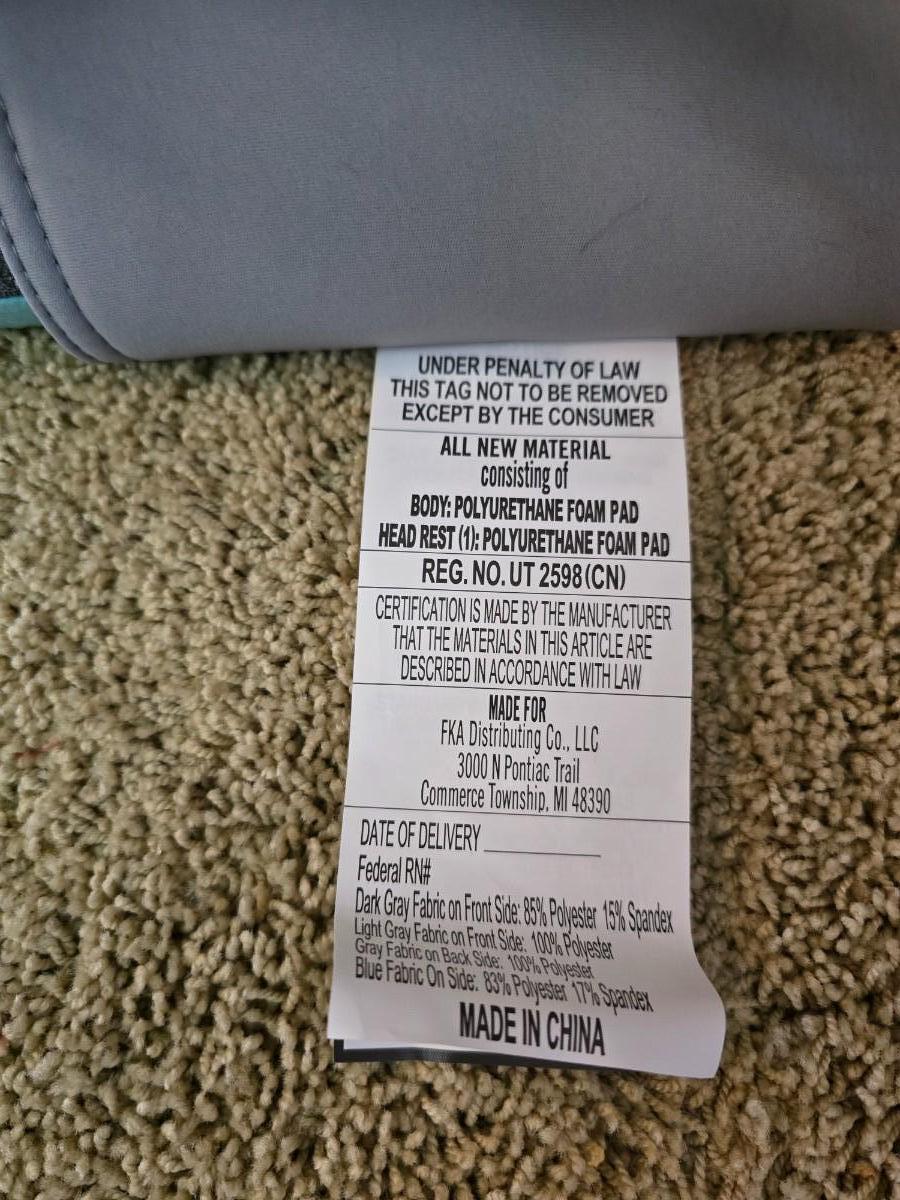 UNDER PENALTY OF LAW
THIS TAG NOT TO BE REMOVED
EXCEPT BY THE CONSUMER
ALL NEW MATERIAL
consisting of
BODY: POLYURETHANE FOAM PAD
HEAD REST (1): POLYURETHANE FOAM PAD
REG. NO. UT 2598 (CN)
CERTIFICATION IS MADE BY THE MANUFACTURER
THAT THE MATERIALS IN THIS ARTICLE ARE
DESCRIBED IN ACCORDANCE WITH LAW
MADE FOR
FKA Distributing Co., LLC
3000 N Pontiac Trail
Commerce Township, MI 48390
DATE OF DELIVERY ____________
Federal RN#
Dark Gray Fabric on Front Side: 85% Polyester 15% Spandex
Light Gray Fabric on Front Side: 100% Polyester
Gray Fabric on Back Side: 100% Polyester
Blue Fabric On Side: 83% Polyester 17% Spandex
MADE IN CHINA